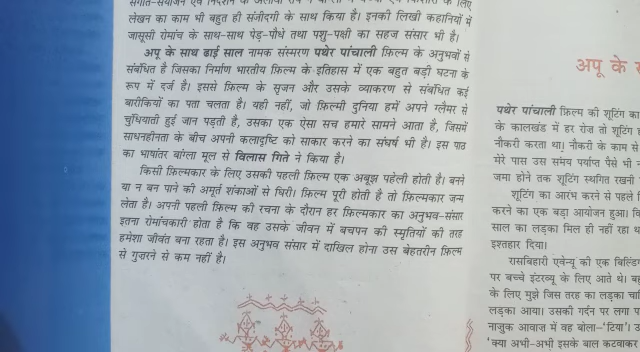 संगीत-संयोजन एवं निर्देशन के अलावा राय ने
लेखन का काम भी बहुत ही संजीदगी के साथ किया है। इनकी लिखी कहानियों में
जासूसी रोमांच के साथ-साथ पेड़-पौधे तथा पशु-पक्षी का सहज संसार भी है।
अपू के साथ ढाई साल नामक संस्मरण पथेर पांचाली फ़िल्म के अनुभवों से
संबंधित है जिसका निर्माण भारतीय फ़िल्म के इतिहास में एक बहुत बड़ी घटना के
रूप में दर्ज है। इससे फ़िल्म के सृजन और उसके व्याकरण से संबंधित कई
बारीकियों का पता चलता है। यही नहीं, जो फ़िल्मी दुनिया हमें अपने ग्लैमर से
चुंधियाती हुई जान पड़ती है, उसका एक ऐसा सच हमारे सामने आता है, जिसमें
साधनहीनता के बीच अपनी कलादृष्टि को साकार करने का संघर्ष भी है। इस पाठ
का भाषांतर बांग्ला मूल से विलास गिते ने किया है।
किसी फ़िल्मकार के लिए उसकी पहली फ़िल्म एक अबूझ पहेली होती है। बनने
या न बन पाने की अमूर्त शंकाओं से घिरी। फ़िल्म पूरी होती है तो फ़िल्मकार जन्म
लेता है। अपनी पहली फ़िल्म की रचना के दौरान हर फ़िल्मकार का अनुभव-संसार
इतना रोमांचकारी होता है कि वह उसके जीवन में बचपन की स्मृतियों की तरह
हमेशा जीवंत बना रहता है। इस अनुभव संसार में दाखिल होना उस बेहतरीन फ़िल्म
से गुज़रने से कम नहीं है।
अपू के
पथेर पांचाली फ़िल्म की शूटिंग का
के कालखंड में हर रोज़ तो शूटिंग
नौकरी करता था। नौकरी के काम से
मेरे पास उस समय पर्याप्त पैसे भी
जमा होने तक शूटिंग स्थगित रखनी
शूटिंग का आरंभ करने से पहले
करने का एक बड़ा आयोजन हुआ।
साल का लड़का मिल ही नहीं रहा
इश्तहार दिया।
रासबिहारी एवेन्यू की एक बिल्डिंग
पर बच्चे इंटरव्यू के लिए आते थे।
के लिए मुझे जिस तरह का लड़का
लड़का आया। उसकी गर्दन पर लगा
नाज़ुक आवाज़ में वह बोला-'टिया'।
'क्या अभी-अभी इसके बाल कटवाकर